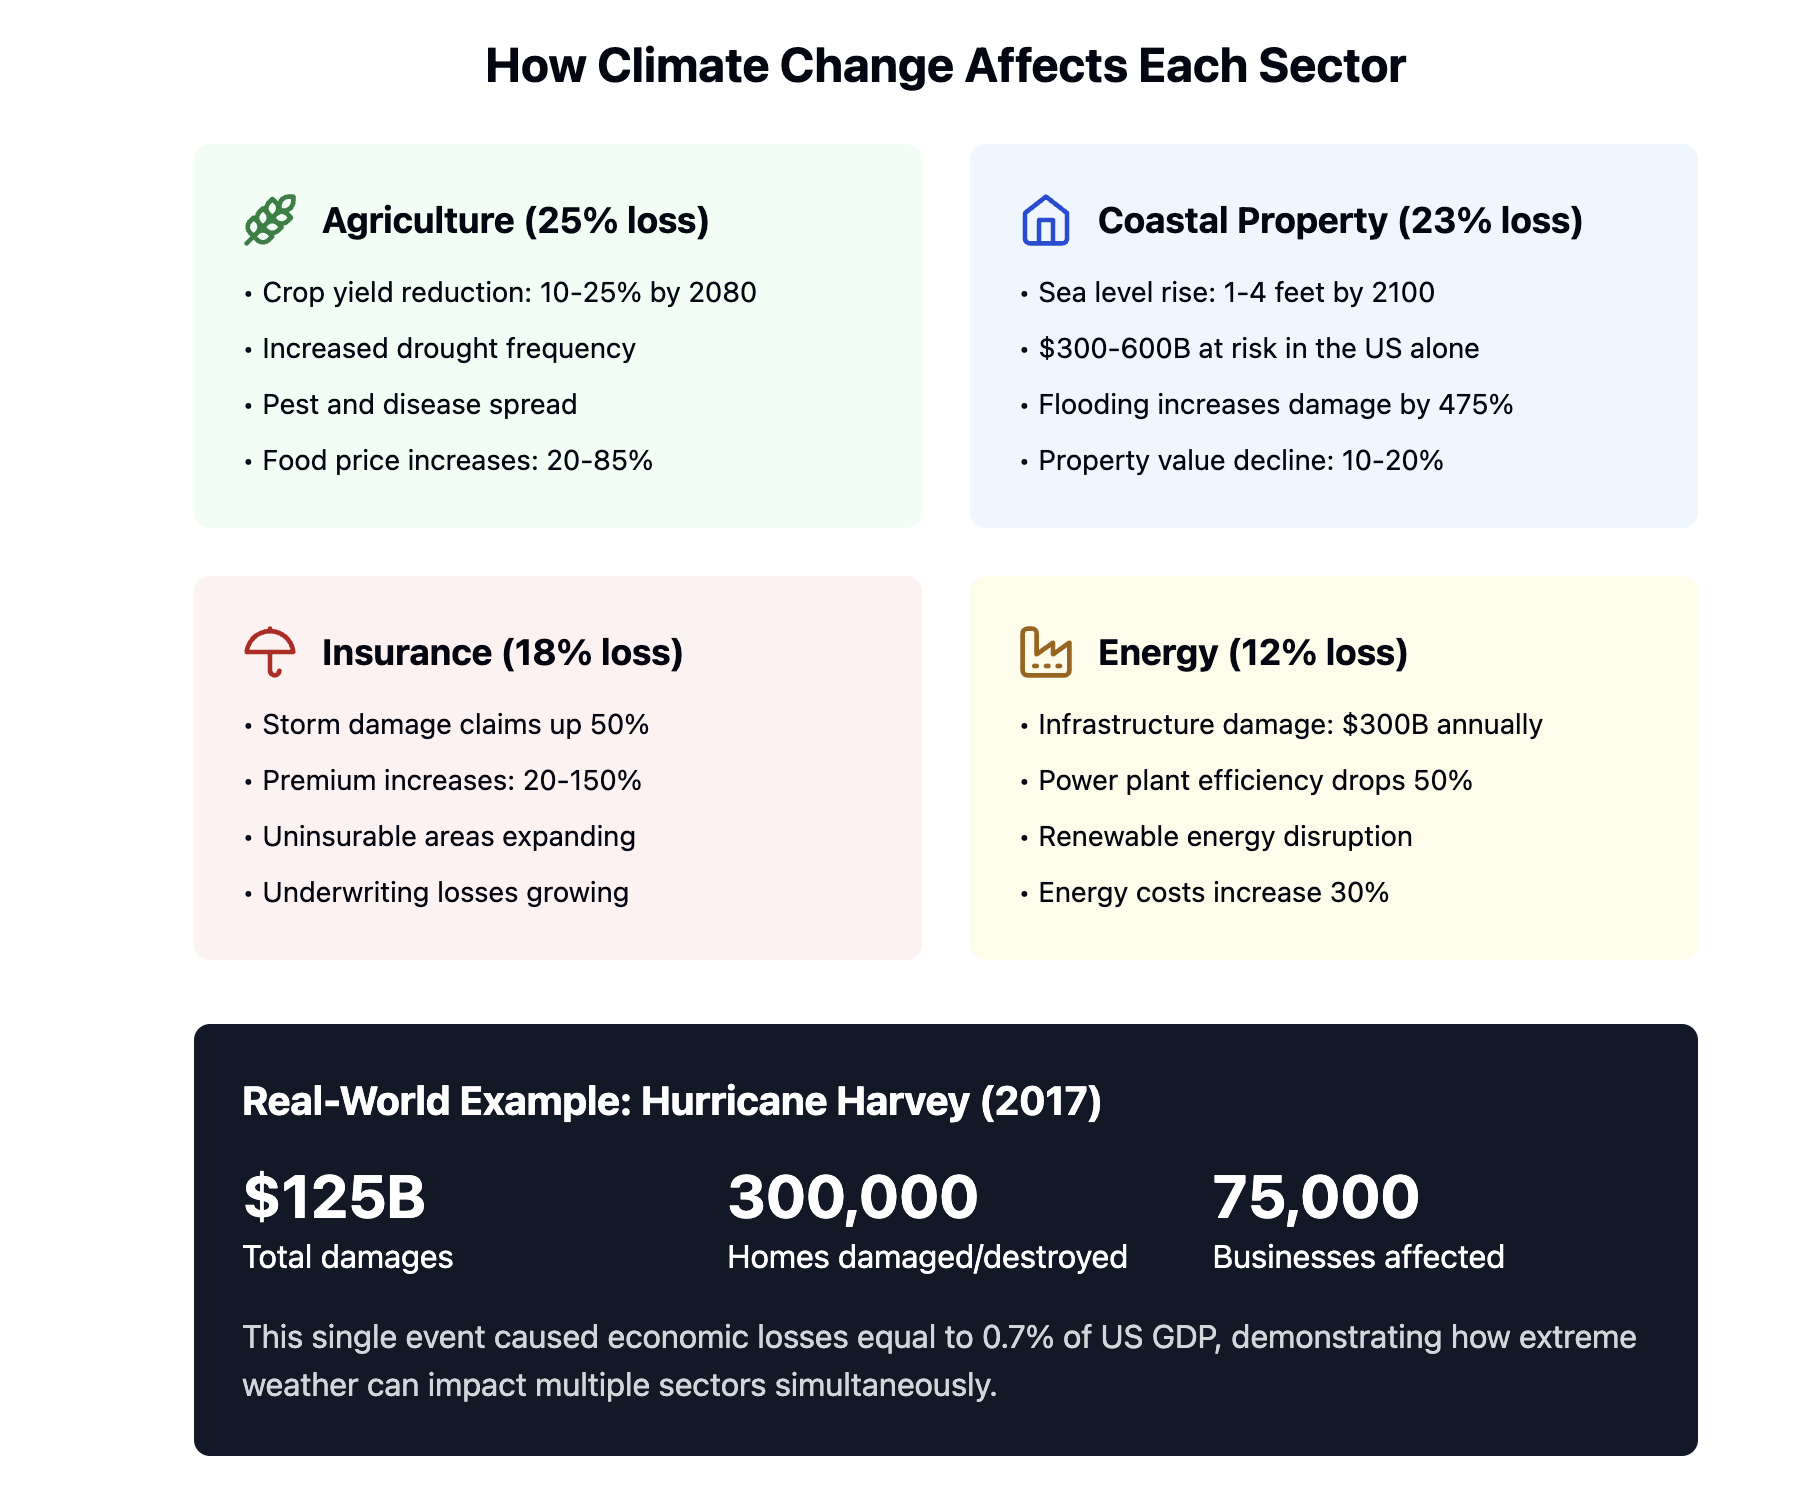 How Climate Change Affects Each Sector
Agriculture (25% loss)
• Crop yield reduction: 10-25% by 2080
• Increased drought frequency
• Pest and disease spread
• Food price increases: 20-85%
Coastal Property (23% loss)
• Sea level rise: 1-4 feet by 2100
• $300-600B at risk in the US alone
• Flooding increases damage by 475%
• Property value decline: 10-20%
Insurance (18% loss)
• Storm damage claims up 50%
• Premium increases: 20-150%
• Uninsurable areas expanding
• Underwriting losses growing
Energy (12% loss)
• Infrastructure damage: $300B annually
• Power plant efficiency drops 50%
• Renewable energy disruption
• Energy costs increase 30%
Real-World Example: Hurricane Harvey (2017)
$125B
Total damages
300,000
Homes damaged/destroyed
75,000
Businesses affected
This single event caused economic losses equal to 0.7% of US GDP, demonstrating how extreme
weather can impact multiple sectors simultaneously.